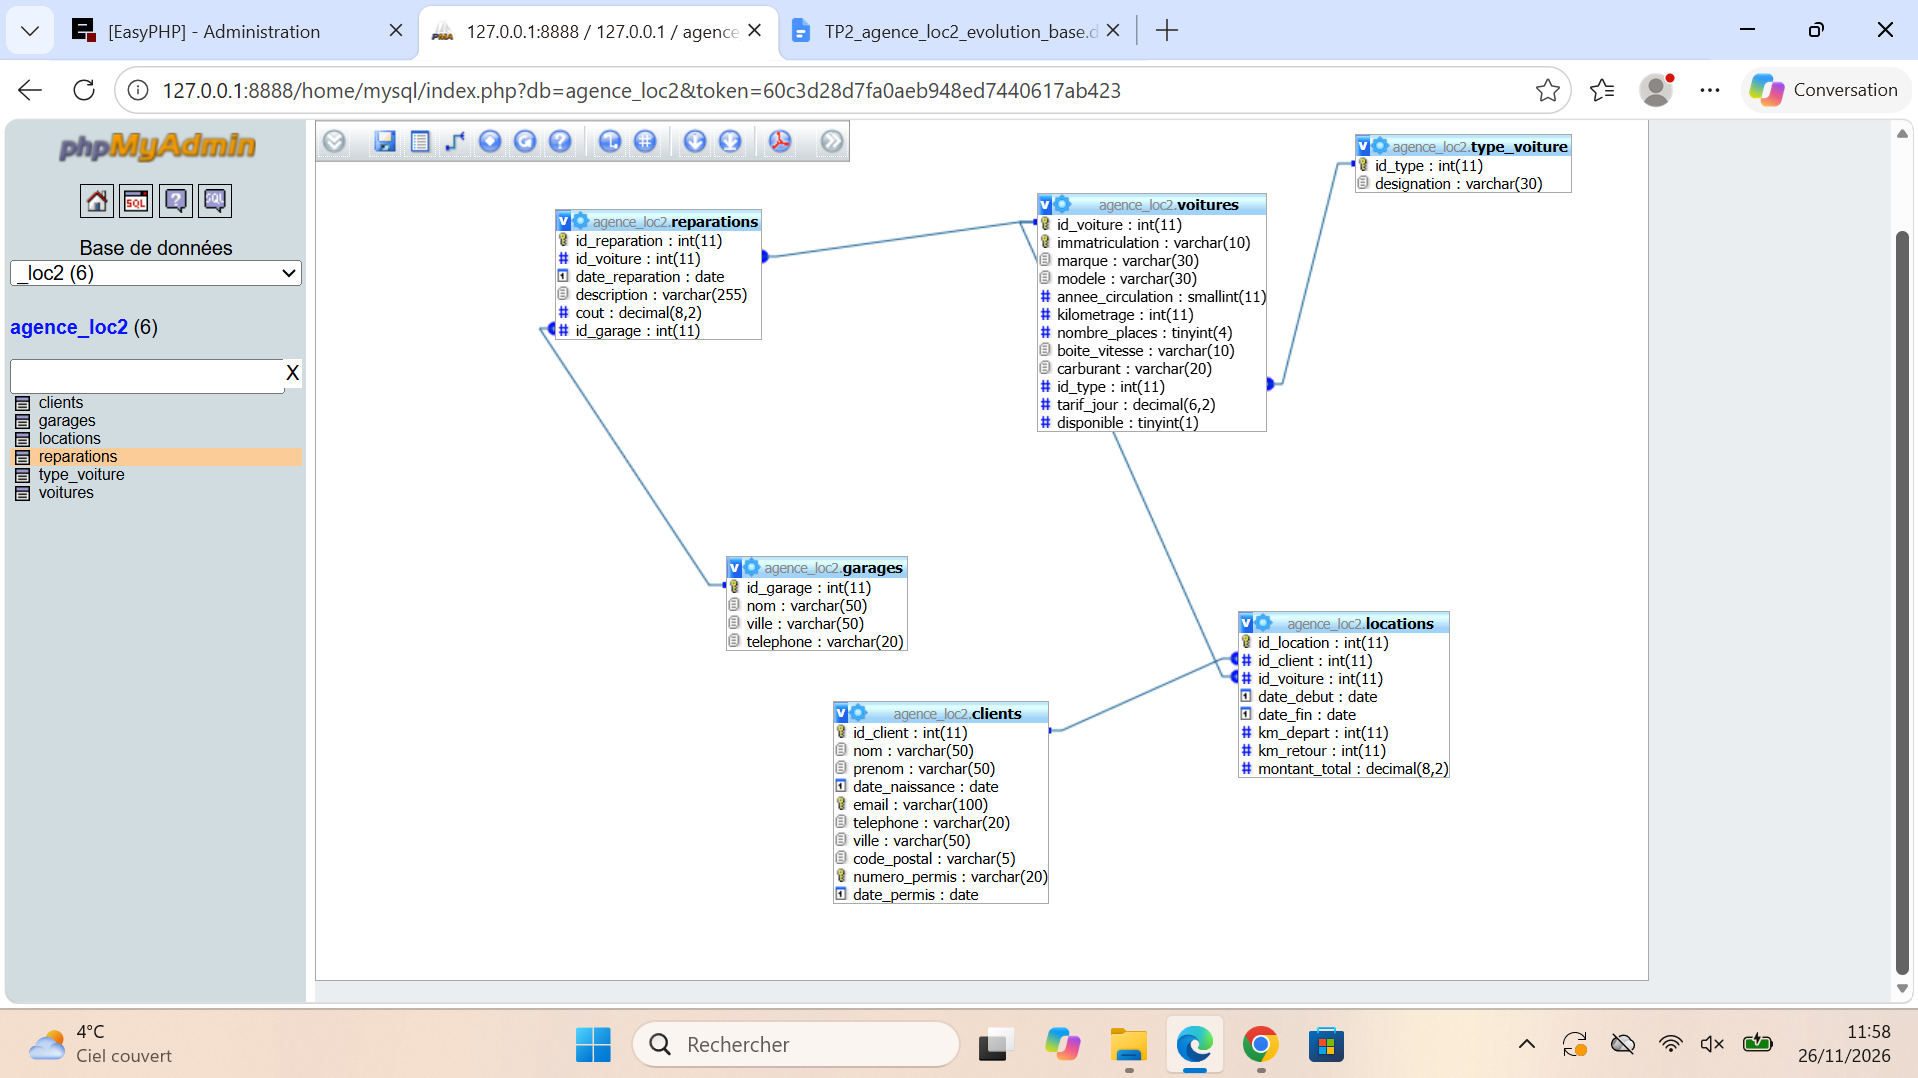 [EasyPHP] - Administration
127.0.0.1:8888 / 127.0.0.1 / agence
TP2_agence_loc2_evolution_base.d
127.0.0.1:8888/home/mysql/index.php?db=agence_loc2&token=60c3d28d7fa0aeb948ed7440617ab423
Conversation
phpMyAdmin
Base de données
_loc2 (6)
agence_loc2 (6)
X
clients
garages
locations
reparations
type_voiture
voitures
agence_loc2.reparations
id_reparation : int(11)
id_voiture : int(11)
date_reparation : date
description : varchar(255)
cout : decimal(8,2)
id_garage : int(11)
agence_loc2.voitures
id_voiture : int(11)
immatriculation : varchar(10)
marque : varchar(30)
modele : varchar(30)
annee_circulation : smallint(11)
kilometrage : int(11)
nombre_places : tinyint(4)
boite_vitesse : varchar(10)
carburant : varchar(20)
id_type : int(11)
tarif_jour : decimal(6,2)
disponible : tinyint(1)
agence_loc2.type_voiture
id_type : int(11)
designation : varchar(30)
agence_loc2.garages
id_garage : int(11)
nom : varchar(50)
ville : varchar(50)
telephone : varchar(20)
agence_loc2.locations
id_location : int(11)
id_client : int(11)
id_voiture : int(11)
date_debut : date
date_fin : date
km_depart : int(11)
km_retour : int(11)
montant_total : decimal(8,2)
agence_loc2.clients
id_client : int(11)
nom : varchar(50)
prenom : varchar(50)
date_naissance : date
email : varchar(100)
telephone : varchar(20)
ville : varchar(50)
code_postal : varchar(5)
numero_permis : varchar(20)
date_permis : date
4°C
Ciel couvert
Rechercher
11:58
26/11/2026